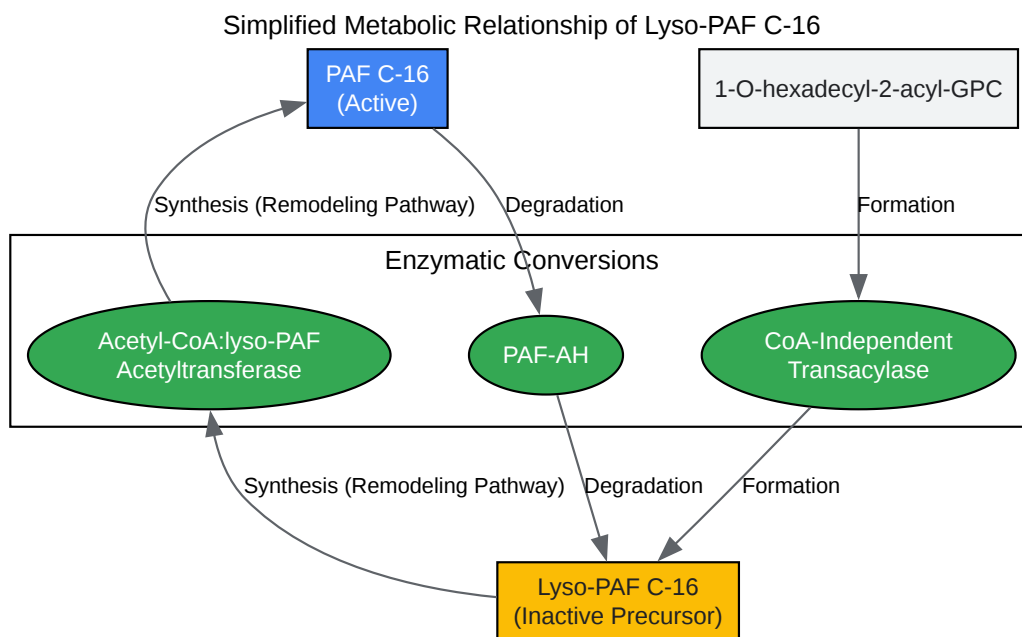 Simplified Metabolic Relationship of Lyso-PAF C-16
PAF C-16
(Active)
1-O-hexadecyl-2-acyl-GPC
Synthesis (Remodeling Pathway)
Degradation
Formation
Enzymatic Conversions
Acetyl-CoA:lyso-PAF
Acetyltransferase
PAF-AH
CoA-Independent
Transacylase
Synthesis (Remodeling Pathway)
Degradation
Formation
Lyso-PAF C-16
(Inactive Precursor)